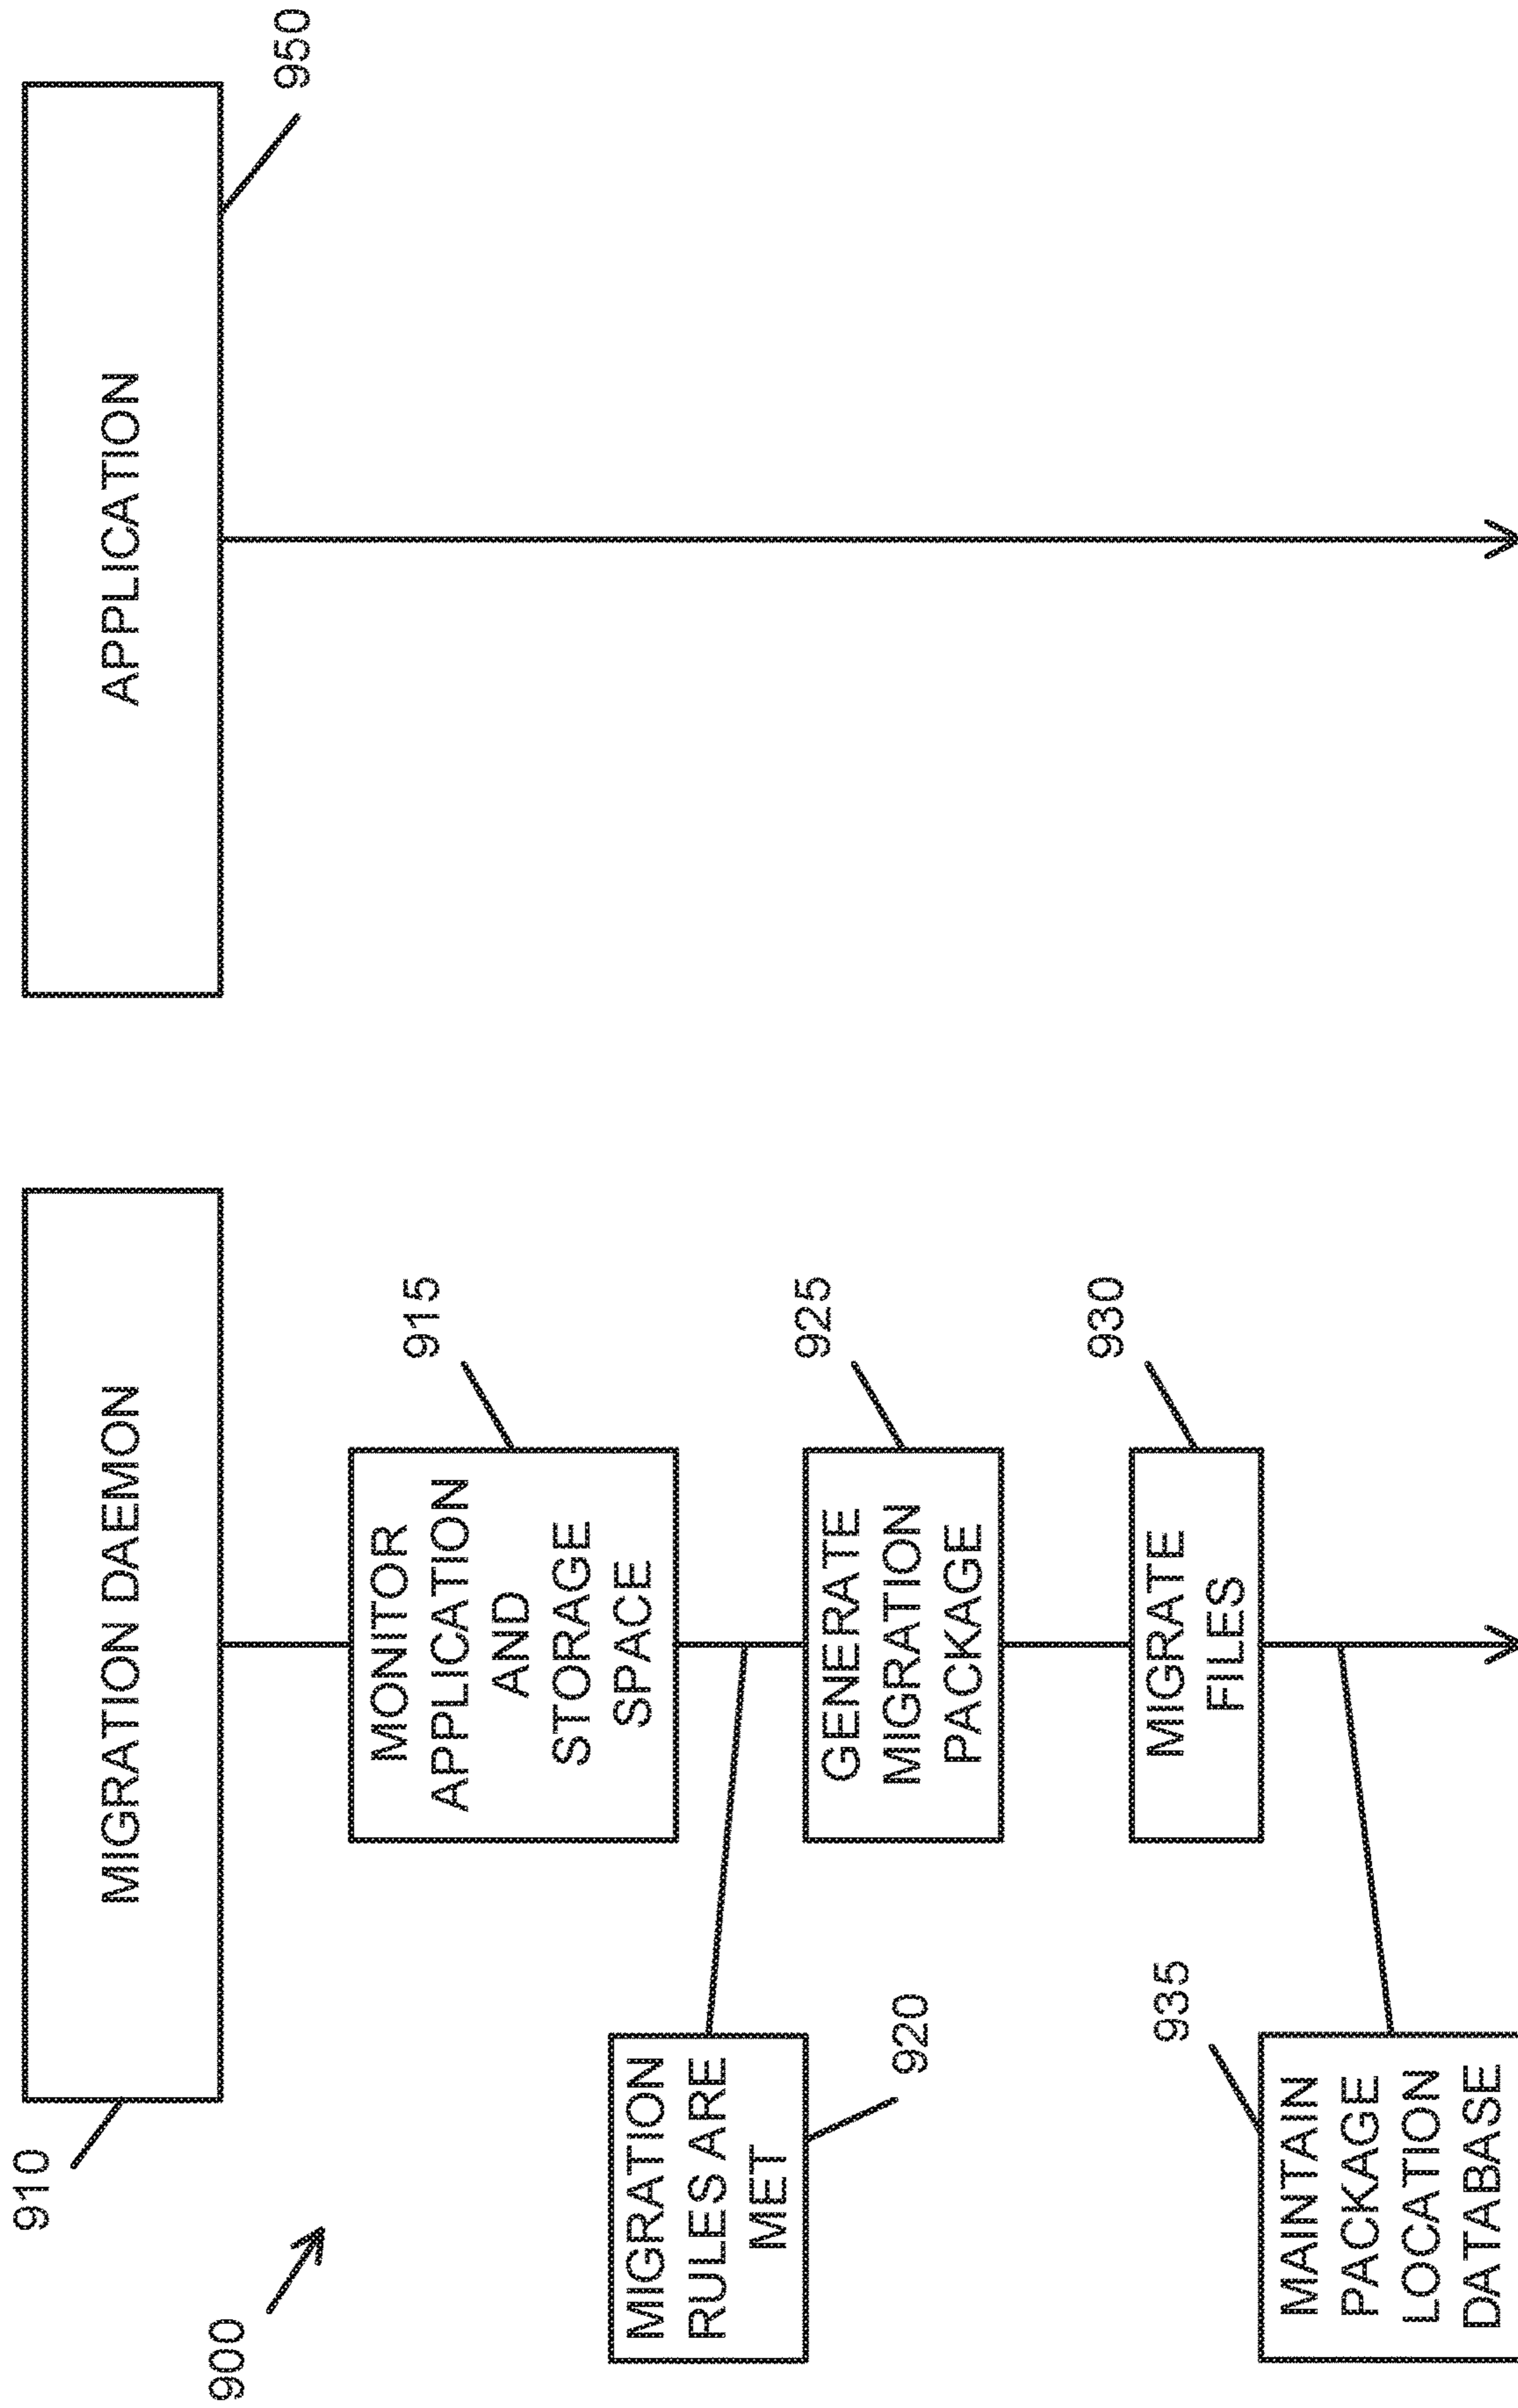 900
910
MIGRATION DAEMON
APPLICATION
950
MONITOR
APPLICATION
AND
STORAGE
SPACE
915
MIGRATION
RULES ARE
MET
920
GENERATE
MIGRATION
PACKAGE
925
MIGRATE
FILES
930
MAINTAIN
PACKAGE
LOCATION
DATABASE
935